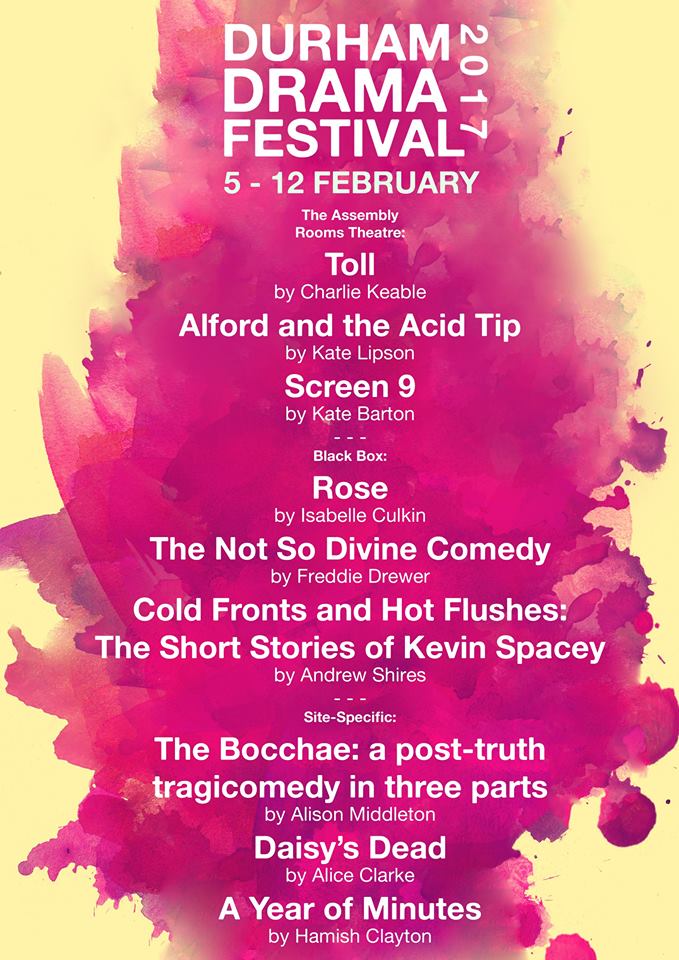 DURHAM
DRAMA
FESTIVAL
2017
5 - 12 FEBRUARY
The Assembly
Rooms Theatre:
Toll
by Charlie Keable
Alford and the Acid Tip
by Kate Lipson
Screen 9
by Kate Barton
- - -
Black Box:
Rose
by Isabelle Culkin
The Not So Divine Comedy
by Freddie Drewer
Cold Fronts and Hot Flushes:
The Short Stories of Kevin Spacey
by Andrew Shires
- - -
Site-Specific:
The Bocchae: a post-truth
tragicomedy in three parts
by Alison Middleton
Daisy's Dead
by Alice Clarke
A Year of Minutes
by Hamish Clayton